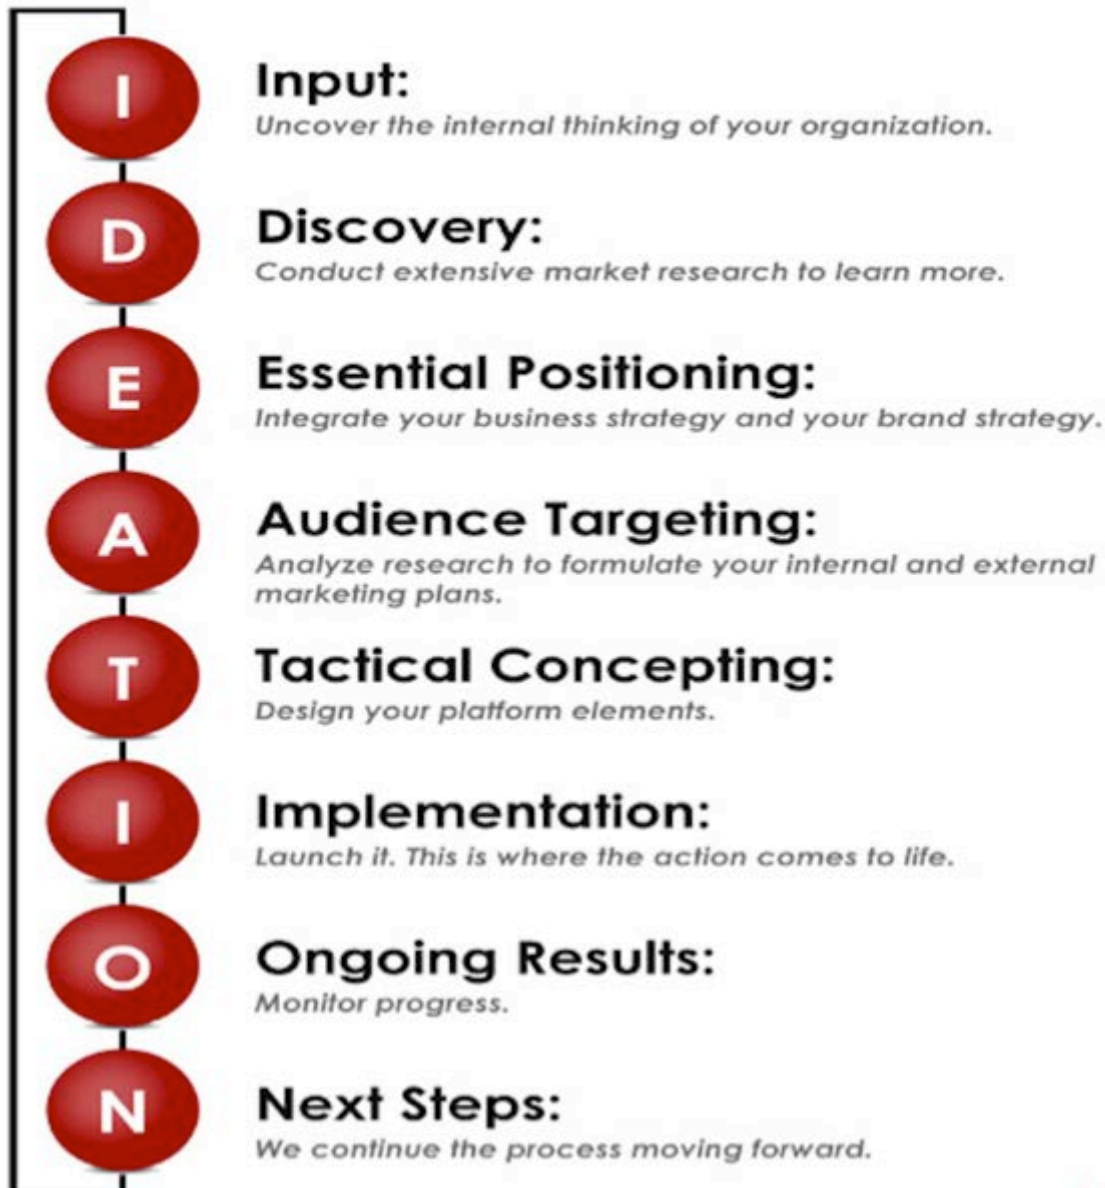 I
Input:
Uncover the internal thinking of your organization.
D
Discovery:
Conduct extensive market research to learn more.
E
Essential Positioning:
Integrate your business strategy and your brand strategy.
A
Audience Targeting:
Analyze research to formulate your internal and external
marketing plans.
T
Tactical Concepting:
Design your platform elements.
I
Implementation:
Launch it. This is where the action comes to life.
O
Ongoing Results:
Monitor progress.
N
Next Steps:
We continue the process moving forward.